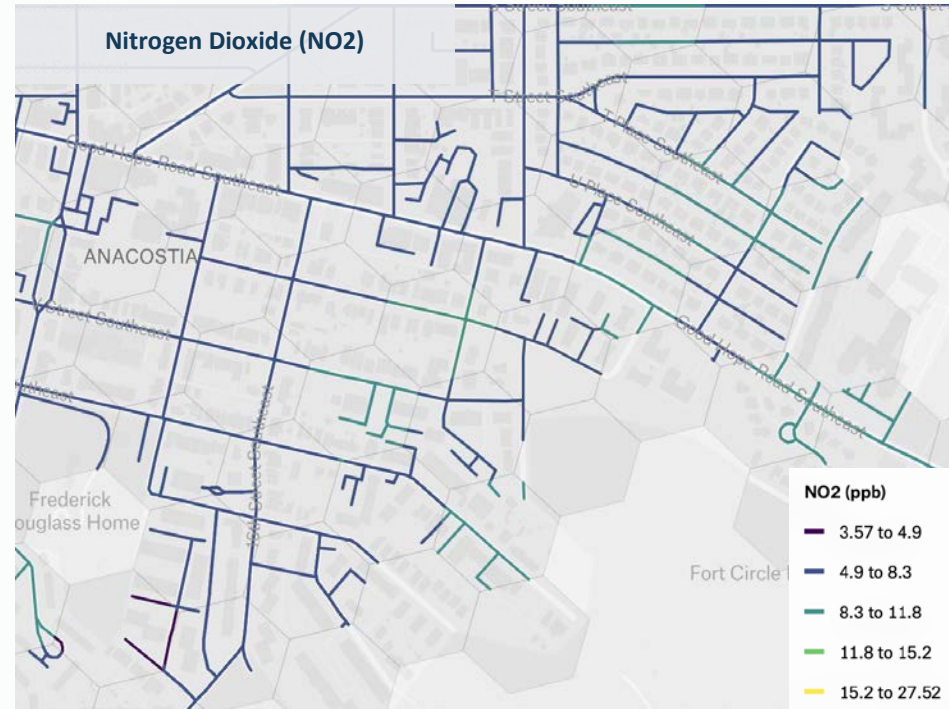 Nitrogen Dioxide (NO2)
Street Southeast
T Street Southeast
T Place Southeast
Good Hope Road Southeast
U Place Southeast
ANACOSTIA
Street Southeast
Good Hope Road Southeast
16th Street Southeast
Frederick
ouglass Home
Fort Circle
NO2 (ppb)
3.57 to 4.9
4.9 to 8.3
8.3 to 11.8
11.8 to 15.2
15.2 to 27.52